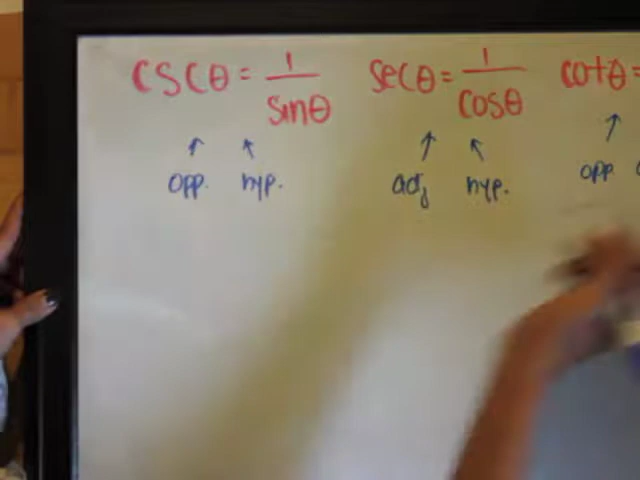 cscθ = 1/sinθ secθ = 1/cosθ cotθ =
opp. hyp. adj hyp. opp